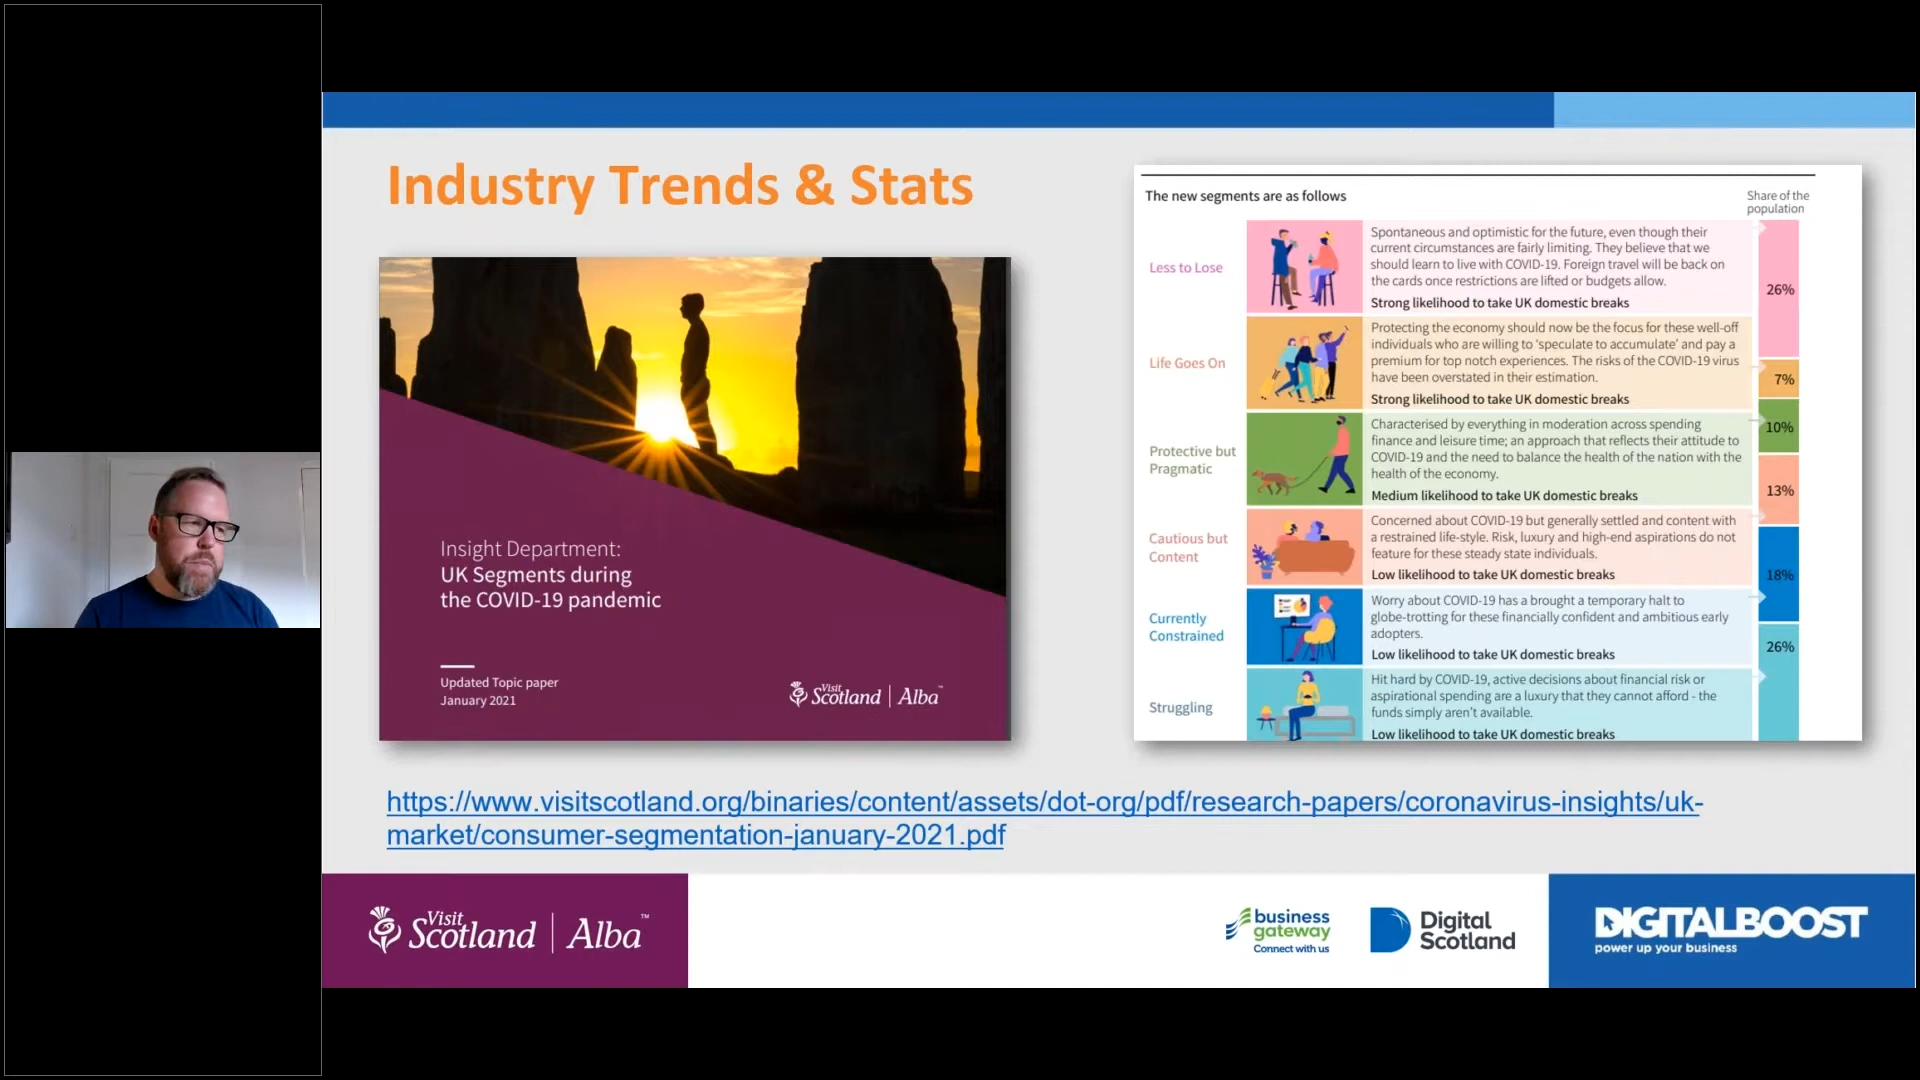 Industry Trends & Stats
Insight Department:
UK Segments during
the COVID-19 pandemic
Updated Topic paper
January 2021
Visit
Scotland | Alba™
The new segments are as follows
Share of the
population
Less to Lose
Spontaneous and optimistic for the future, even though their
current circumstances are fairly limiting. They believe that we
should learn to live with COVID-19. Foreign travel will be back on
the cards once restrictions are lifted or budgets allow.
Strong likelihood to take UK domestic breaks
26%
Life Goes On
Protecting the economy should now be the focus for these well-off
individuals who are willing to ‘speculate to accumulate’ and pay a
premium for top notch experiences. The risks of the COVID-19 virus
have been overstated in their estimation.
Strong likelihood to take UK domestic breaks
7%
Protective but
Pragmatic
Characterised by everything in moderation across spending
finance and leisure time; an approach that reflects their attitude to
COVID-19 and the need to balance the health of the nation with the
health of the economy.
Medium likelihood to take UK domestic breaks
10%
Cautious but
Content
Concerned about COVID-19 but generally settled and content with
a restrained life-style. Risk, luxury and high-end aspirations do not
feature for these steady state individuals.
Low likelihood to take UK domestic breaks
13%
Currently
Constrained
Worry about COVID-19 has a brought a temporary halt to
globe-trotting for these financially confident and ambitious early
adopters.
Low likelihood to take UK domestic breaks
18%
Struggling
Hit hard by COVID-19, active decisions about financial risk or
aspirational spending are a luxury that they cannot afford - the
funds simply aren’t available.
Low likelihood to take UK domestic breaks
26%
https://www.visitscotland.org/binaries/content/assets/dot-org/pdf/research-papers/coronavirus-insights/uk-
market/consumer-segmentation-january-2021.pdf
Visit
Scotland | Alba™
business
gateway
Connect with us
Digital
Scotland
DIGITALBOOST
power up your business